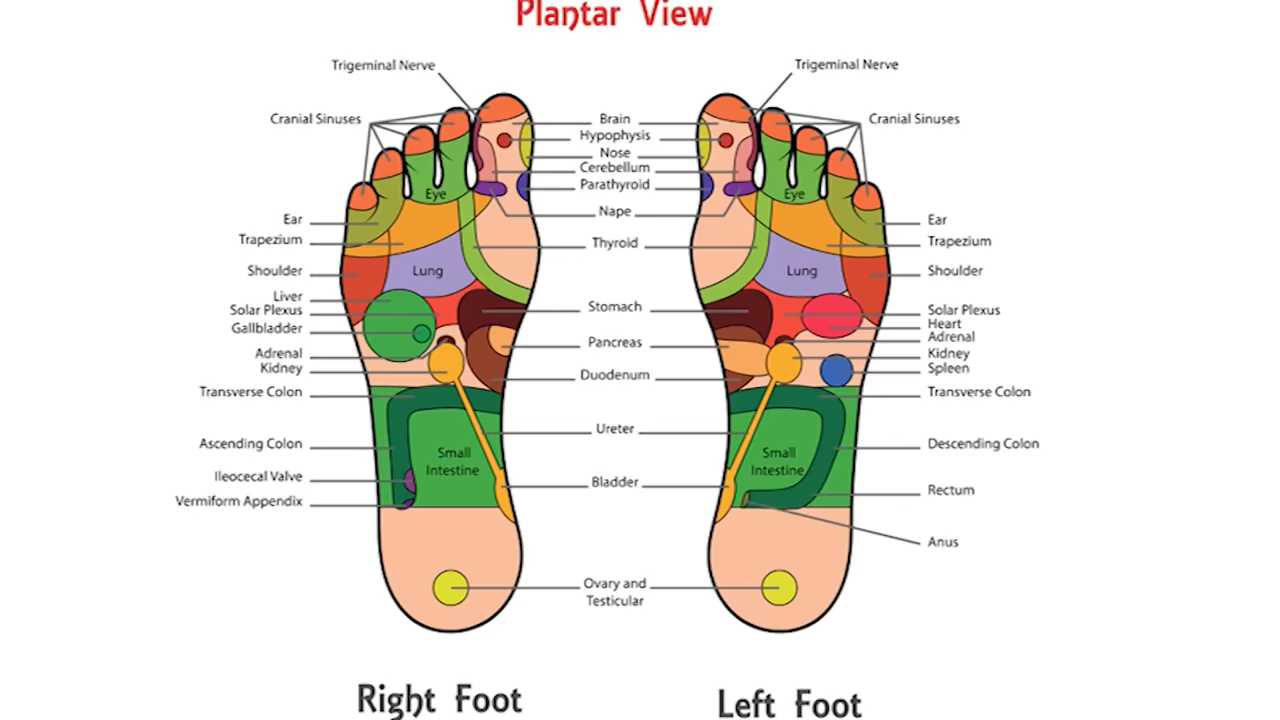 Plantar View
Trigeminal Nerve
Trigeminal Nerve
Cranial Sinuses
Brain
Cranial Sinuses
Hypophysis
Nose
Cerebellum
Parathyroid
Eye
Eye
Nape
Ear
Ear
Trapezium
Thyroid
Trapezium
Shoulder
Lung
Lung
Shoulder
Liver
Solar Plexus
Stomach
Solar Plexus
Gallbladder
Heart
Adrenal
Pancreas
Adrenal
Kidney
Kidney
Duodenum
Spleen
Transverse Colon
Transverse Colon
Ureter
Ascending Colon
Small
Intestine
Small
Intestine
Descending Colon
Ileocecal Valve
Bladder
Rectum
Vermiform Appendix
Anus
Ovary and
Testicular
Right Foot
Left Foot